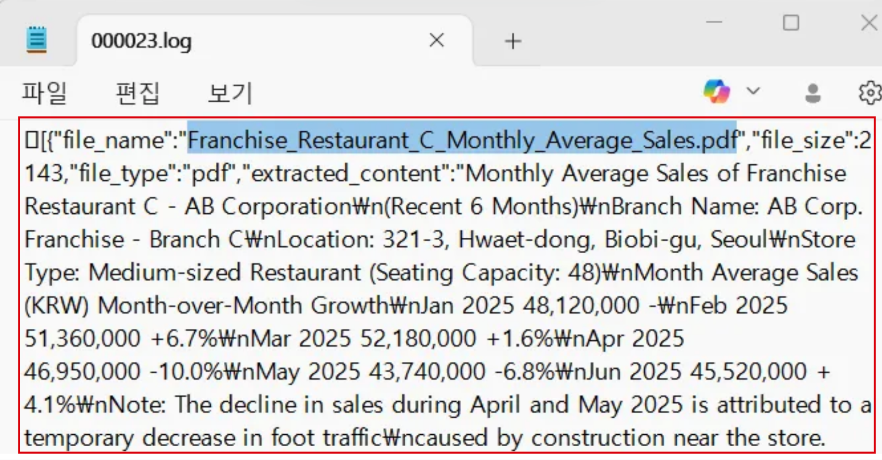 000023.log
파일 편집 보기
[{"file_name":"Franchise_Restaurant_C_Monthly_Average_Sales.pdf","file_size":2
143,"file_type":"pdf","extracted_content":"Monthly Average Sales of Franchise
Restaurant C - AB Corporation₩n(Recent 6 Months)₩nBranch Name: AB Corp.
Franchise - Branch C₩nLocation: 321-3, Hwaet-dong, Biobi-gu, Seoul₩nStore
Type: Medium-sized Restaurant (Seating Capacity: 48)₩nMonth Average Sales
(KRW) Month-over-Month Growth₩nJan 2025 48,120,000 -₩nFeb 2025
51,360,000 +6.7%₩nMar 2025 52,180,000 +1.6%₩nApr 2025
46,950,000 -10.0%₩nMay 2025 43,740,000 -6.8%₩nJun 2025 45,520,000 +
4.1%₩nNote: The decline in sales during April and May 2025 is attributed to a
temporary decrease in foot traffic₩ncaused by construction near the store.